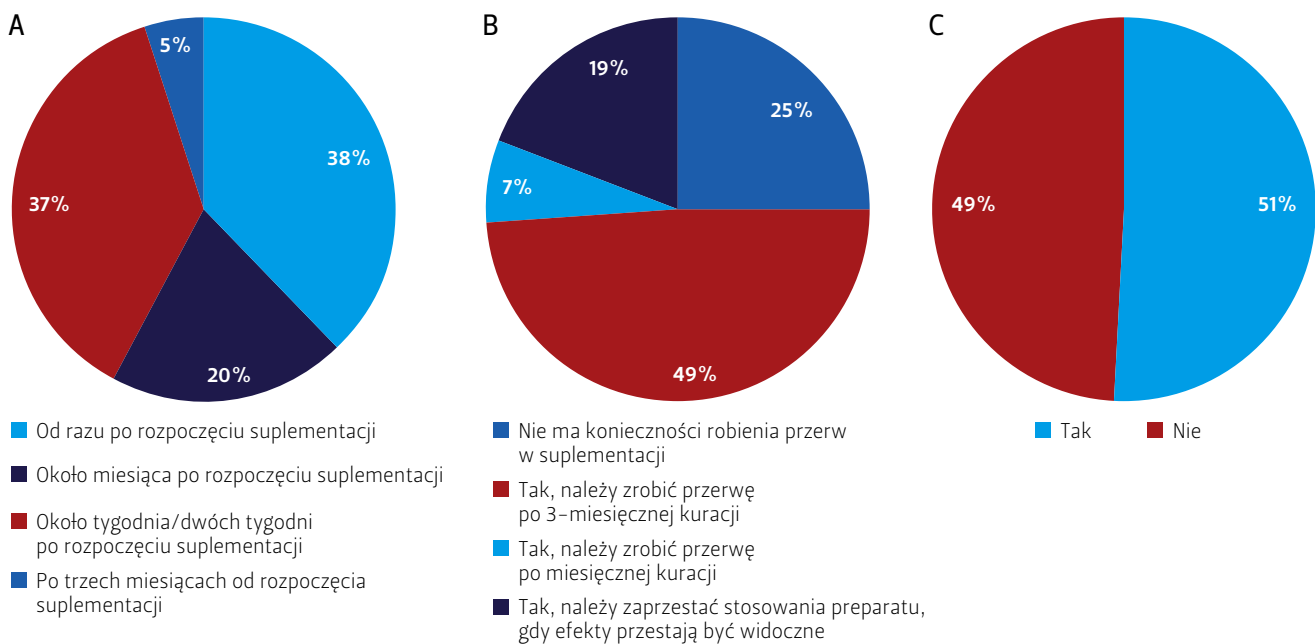 A
5%
38%
37%
20%
Od razu po rozpoczęciu suplementacji
Około miesiąca po rozpoczęciu suplementacji
Około tygodnia/dwóch tygodni
po rozpoczęciu suplementacji
Po trzech miesiącach od rozpoczęcia
suplementacji
B
19%
25%
7%
49%
Nie ma konieczności robienia przerw
w suplementacji
Tak, należy zrobić przerwę
po 3-miesięcznej kuracji
Tak, należy zrobić przerwę
po miesięcznej kuracji
Tak, należy zaprzestać stosowania preparatu,
gdy efekty przestają być widoczne
C
49%
51%
Tak
Nie